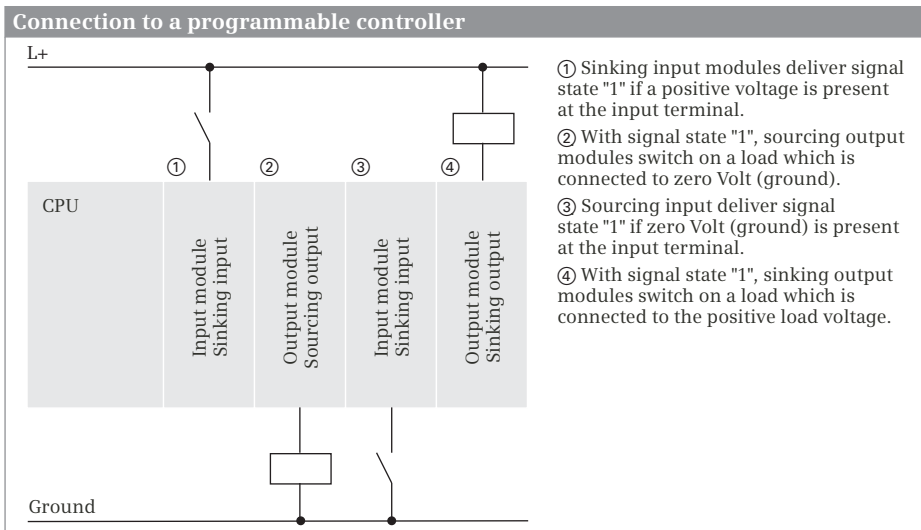 Connection to a programmable controller
L+
① Sinking input modules deliver signal
state "1" if a positive voltage is present
at the input terminal.
② With signal state "1", sourcing output
modules switch on a load which is
connected to zero Volt (ground).
③ Sourcing input deliver signal
state "1" if zero Volt (ground) is present
at the input terminal.
④ With signal state "1", sinking output
modules switch on a load which is
connected to the positive load voltage.
① ② ③ ④
CPU
Input module
Sinking input
Output module
Sourcing output
Input module
Sinking input
Output module
Sinking output
Ground